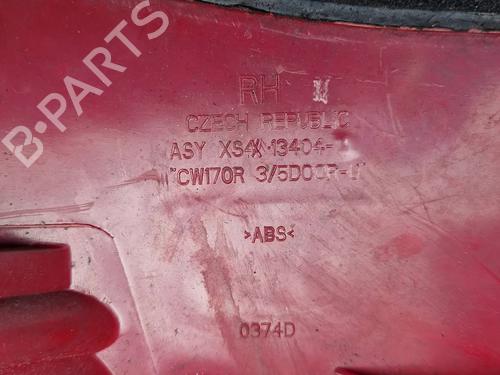 RH
CZECH REPUBLIC
ASY XS4X-13404-
"CW170R 3/5DOOR-
>ABS<
0374D
B-PARTS